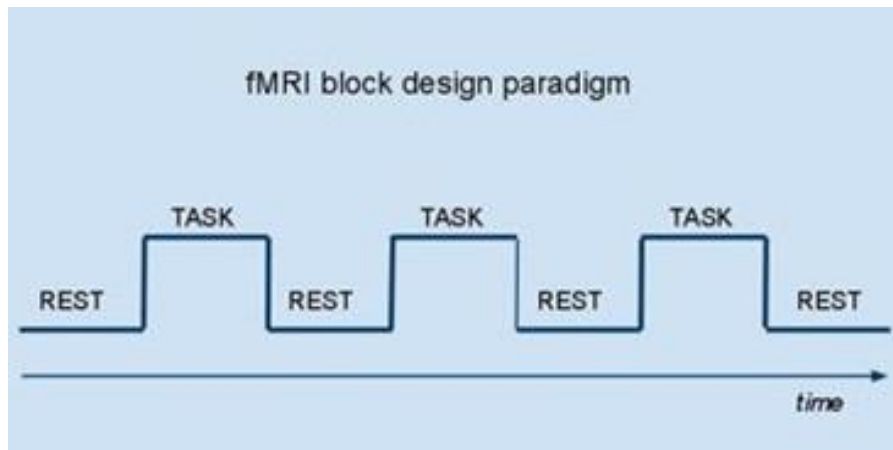 fMRI block design paradigm
TASK TASK TASK
REST REST REST REST
time